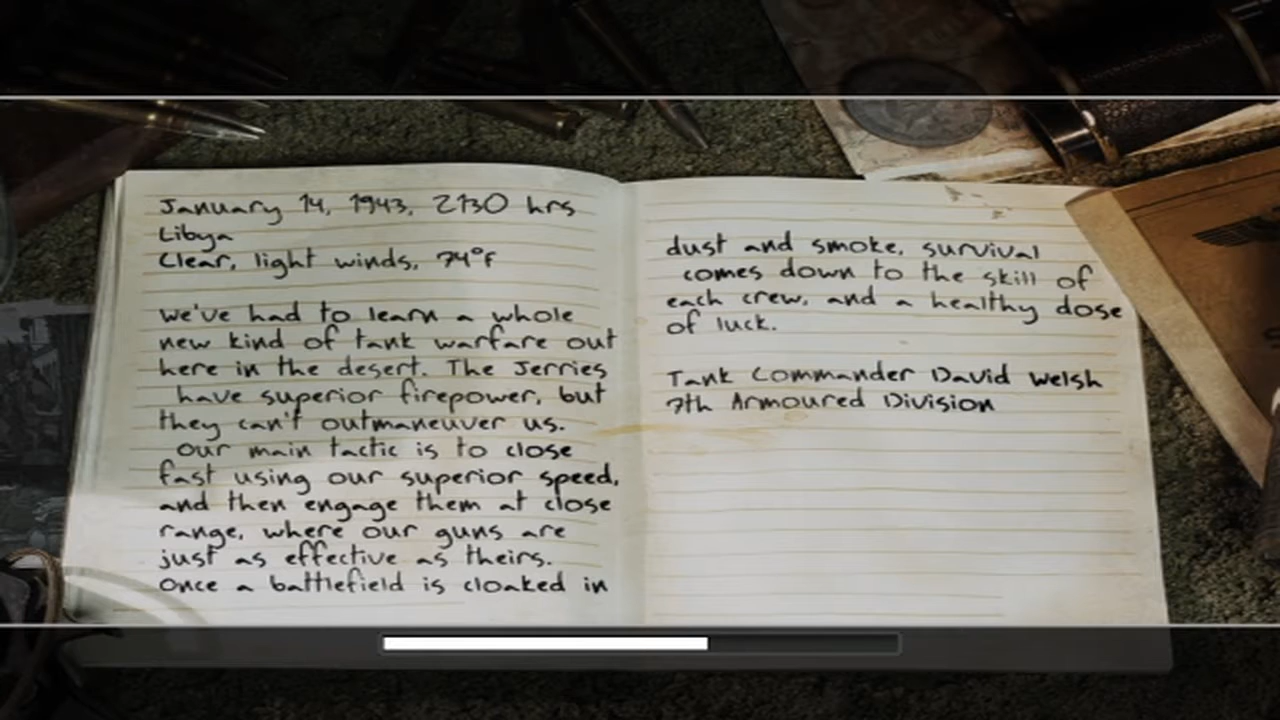 January 14, 1943, 2130 hrs
Libya
Clear, light winds, 74°F
We've had to learn a whole
new kind of tank warfare out
here in the desert. The Jerries
have superior firepower, but
they can't outmaneuver us.
Our main tactic is to close
fast using our superior speed,
and then engage them at close
range, where our guns are
just as effective as theirs.
Once a battlefield is cloaked in
dust and smoke, survival
comes down to the skill of
each crew, and a healthy dose
of luck.
Tank Commander David Welsh
7th Armoured Division